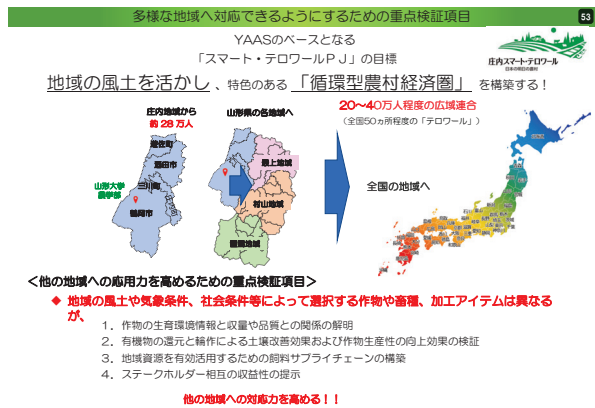 多様な地域へ対応できるようにするための重点検証項目
53
YAASのベースとなる
「スマート・テロワールPJ」の目標
庄内スマート・テロワール
日本の明日の農村
地域の風土を活かし、特色のある「循環型農村経済圏」を構築する！
庄内地域から
約28万人
山形県の各地域へ
20～40万人程度の広域連合
(全国50ヵ所程度の「テロワール」)
遊佐町
酒田市
三川町
山形大学
農学部
鶴岡市
最上地域
村山地域
置賜地域
全国の地域へ
北海道
＜他の地域への応用力を高めるための重点検証項目＞
◆ 地域の風土や気象条件、社会条件等によって選択する作物や畜種、加工アイテムは異なる
が、
1．作物の生育環境情報と収量や品質との関係の解明
2．有機物の還元と輪作による土壌改善効果および作物生産性の向上効果の検証
3．地域資源を有効活用するための飼料サプライチェーンの構築
4．ステークホルダー相互の収益性の提示
他の地域への対応力を高める！！